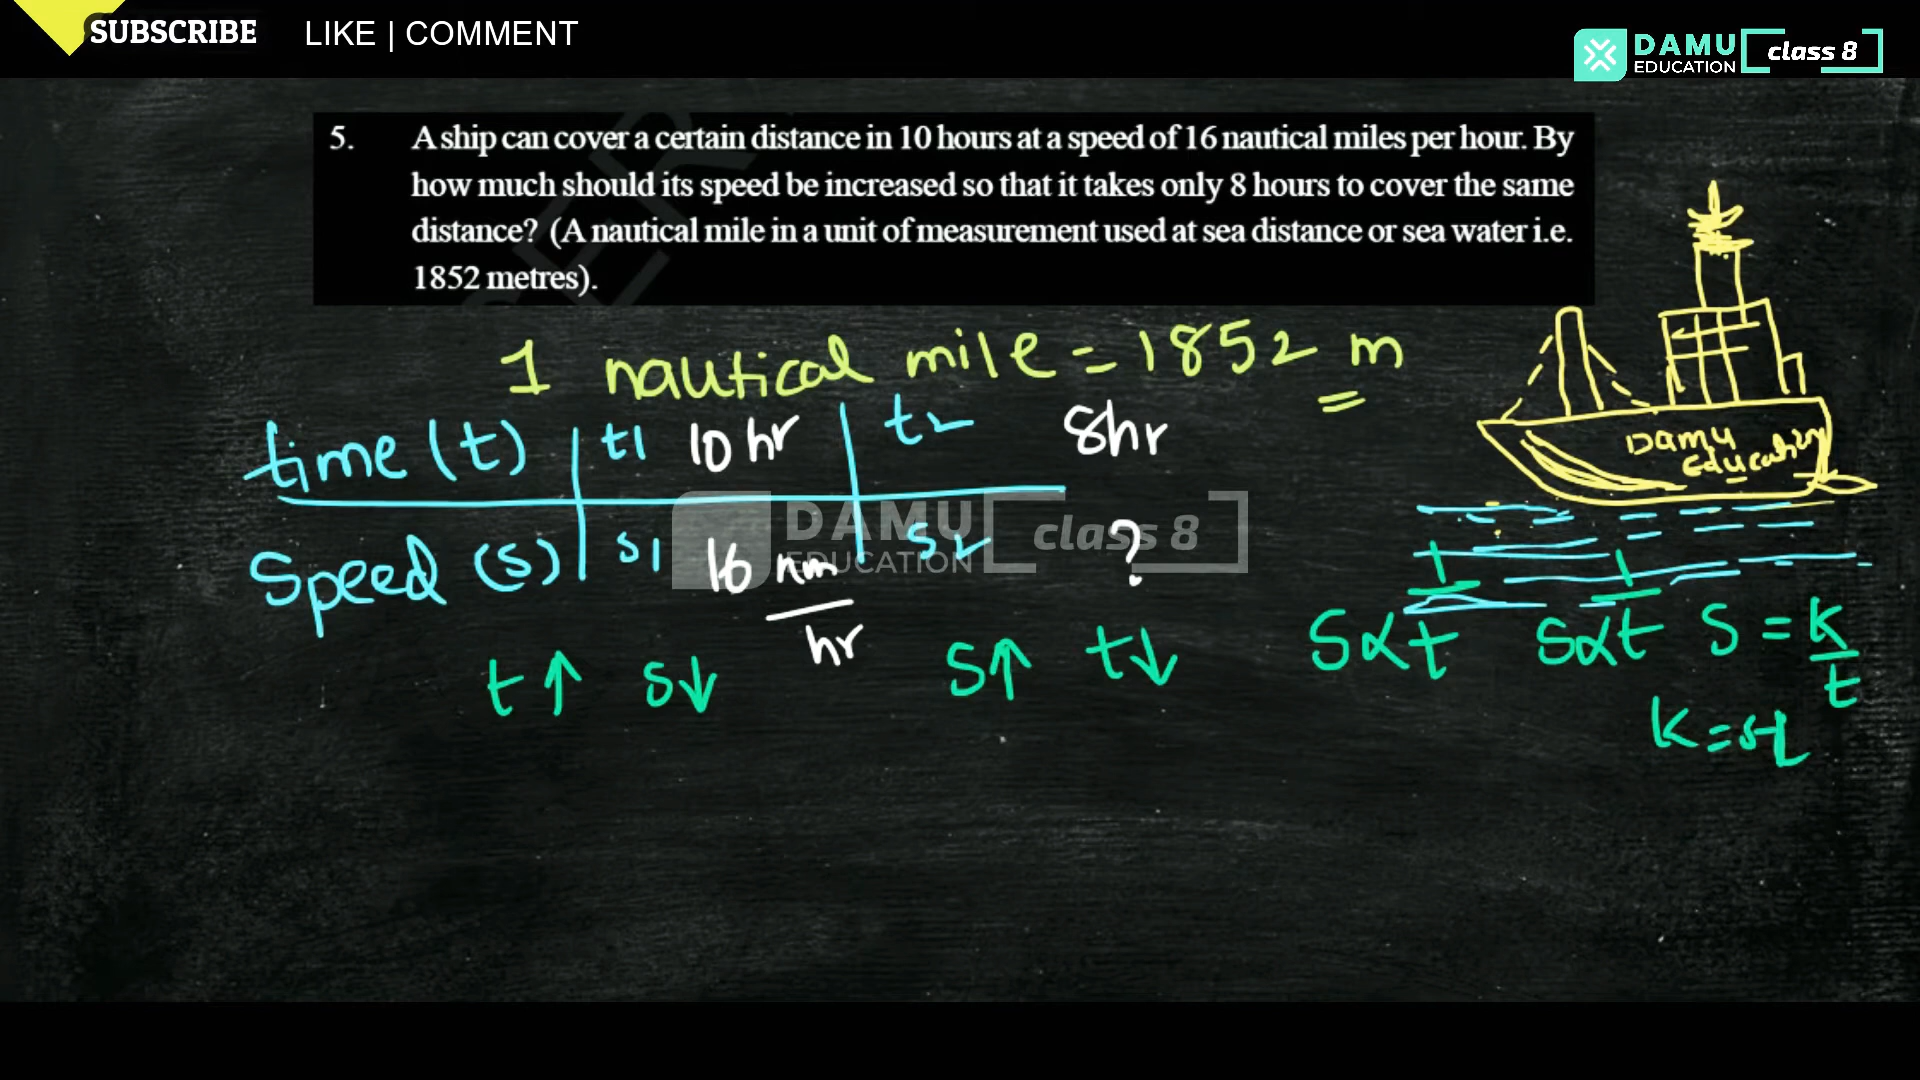 SUBSCRIBE LIKE | COMMENT
DAMU EDUCATION class 8
5. A ship can cover a certain distance in 10 hours at a speed of 16 nautical miles per hour. By
how much should its speed be increased so that it takes only 8 hours to cover the same
distance? (A nautical mile in a unit of measurement used at sea distance or sea water i.e.
1852 metres).
1 nautical mile = 1852 m
time (t) t1 10 hr t2 8hr
Speed (s) s1 16 nm/hr s2 ?
DAMU EDUCATION class 8
Damu
Education
t↑ s↓ s↑ t↓
S∝1/t S∝1/t S = k/t
k=st